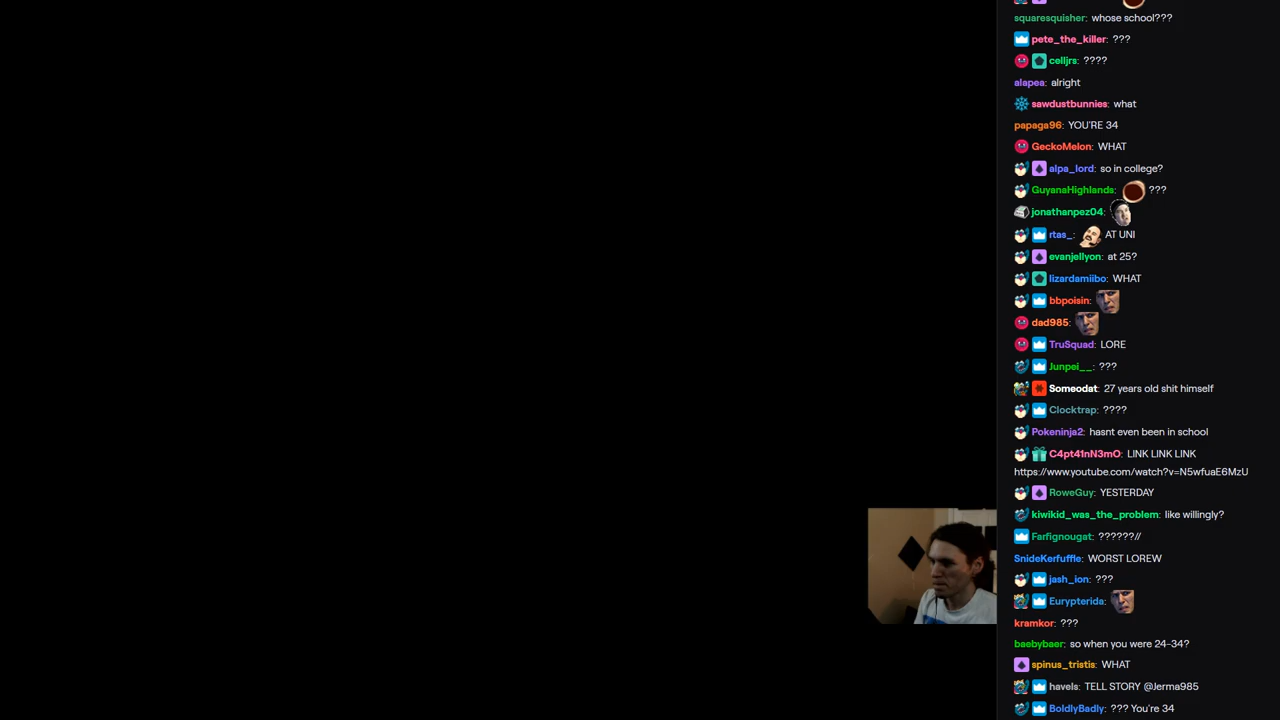 squaresquisher: whose school???
pete_the_killer: ???
celljrs: ????
alapea: alright
sawdustbunnies: what
papaga96: YOU'RE 34
GeckoMelon: WHAT
alpa_lord: so in college?
GuyanaHighlands: ???
jonathanpez04:
rtas_: AT UNI
evanjellyon: at 25?
lizardamiibo: WHAT
bbpoisin:
dad985:
TruSquad: LORE
Junpei__: ???
Someodat: 27 years old shit himself
Clocktrap: ????
Pokeninja2: hasnt even been in school
C4pt41nN3mO: LINK LINK LINK
https://www.youtube.com/watch?v=N5wfuaE6MzU
RoweGuy: YESTERDAY
kiwikid_was_the_problem: like willingly?
Farfignougat: ??????//
SnideKerfuffle: WORST LOREW
jash_ion: ???
Eurypterida:
kramkor: ???
baebybaer: so when you were 24-34?
spinus_tristis: WHAT
havels: TELL STORY @Jerma985
BoldlyBadly: ??? You're 34